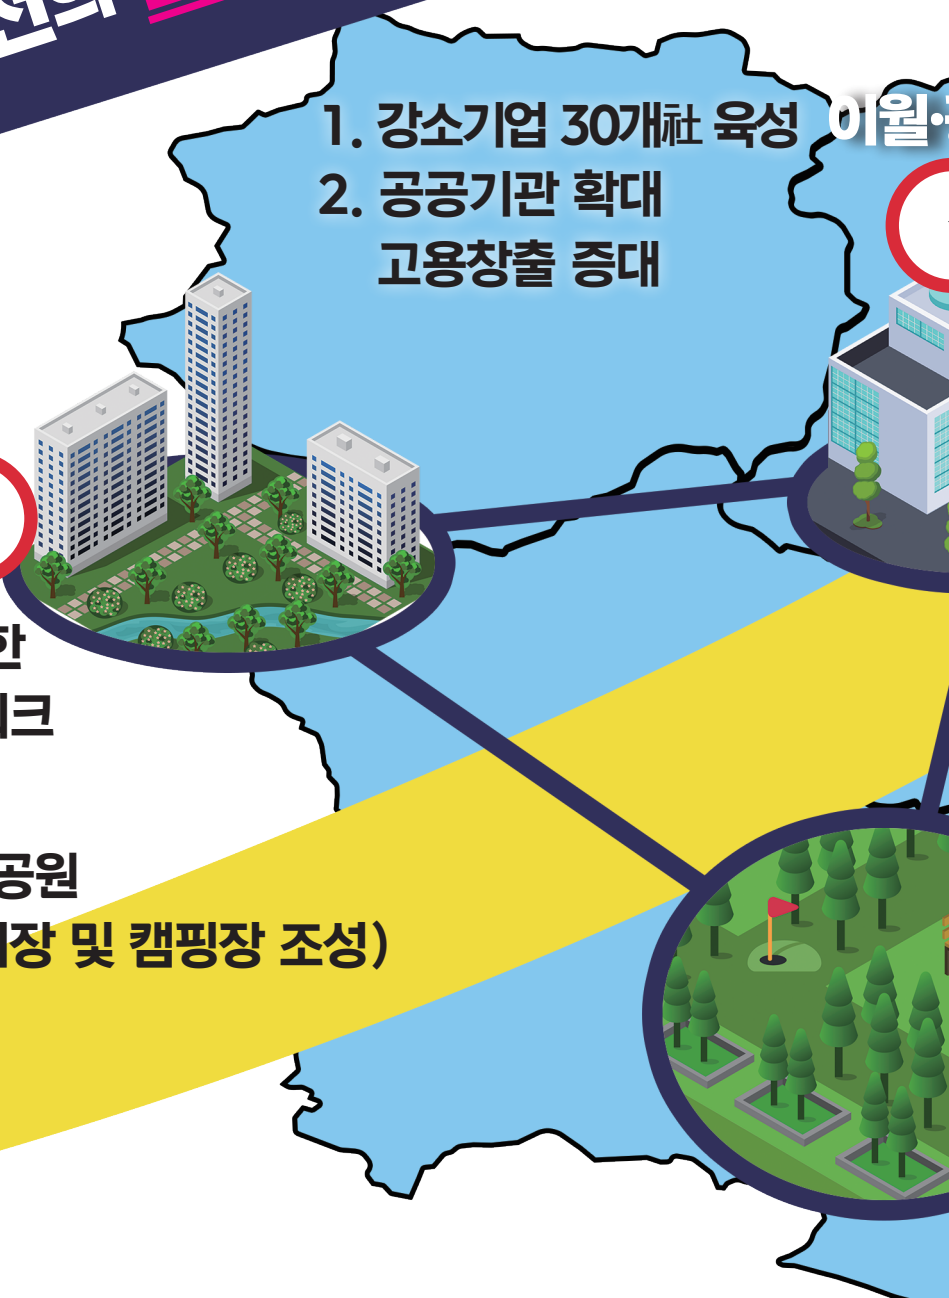 1. 강소기업 30개社 육성
2. 공공기관 확대
고용창출 증대
이월·
한
크
공원
장 및 캠핑장 조성)